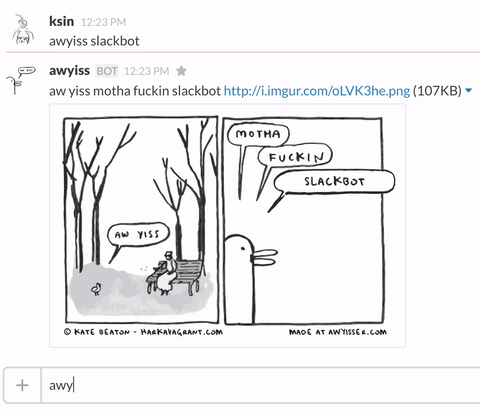 ksin 12:23 PM
awyiss slackbot
awyiss BOT 12:23 PM
aw yiss motha fuckin slackbot http://i.imgur.com/oLVK3he.png (107KB)
AW YISS
MOTHA
FUCKIN
SLACKBOT
© KATE BEATON - HARKAVAGRANT.COM
MADE AT AWYISSER.COM
awy